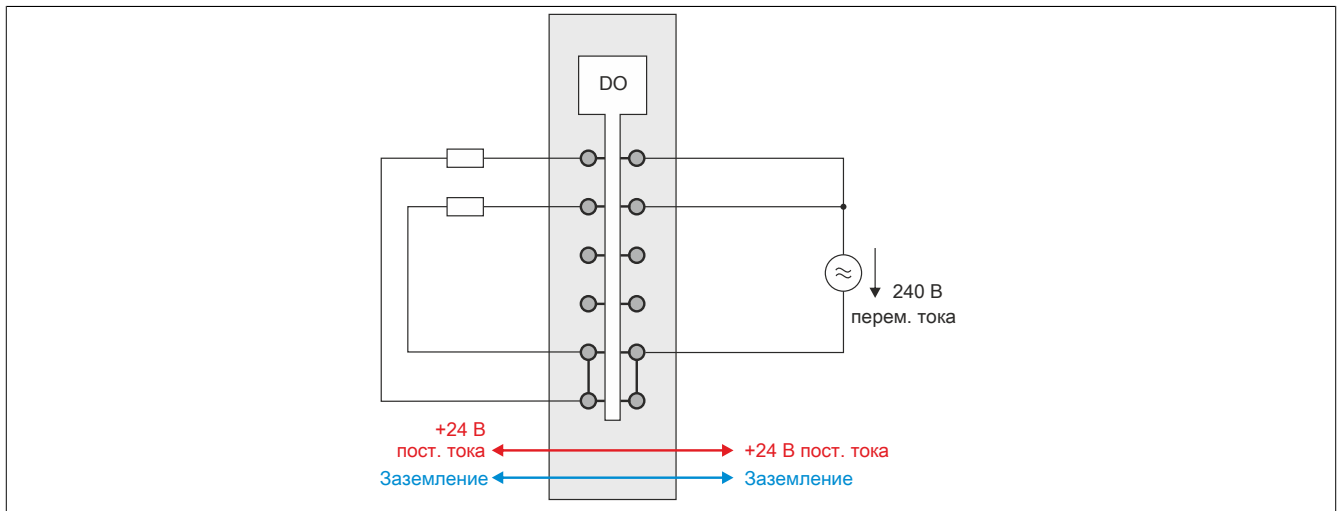 DO
240 В
перем. тока
+24 В
пост. тока
+24 В пост. тока
Заземление
Заземление